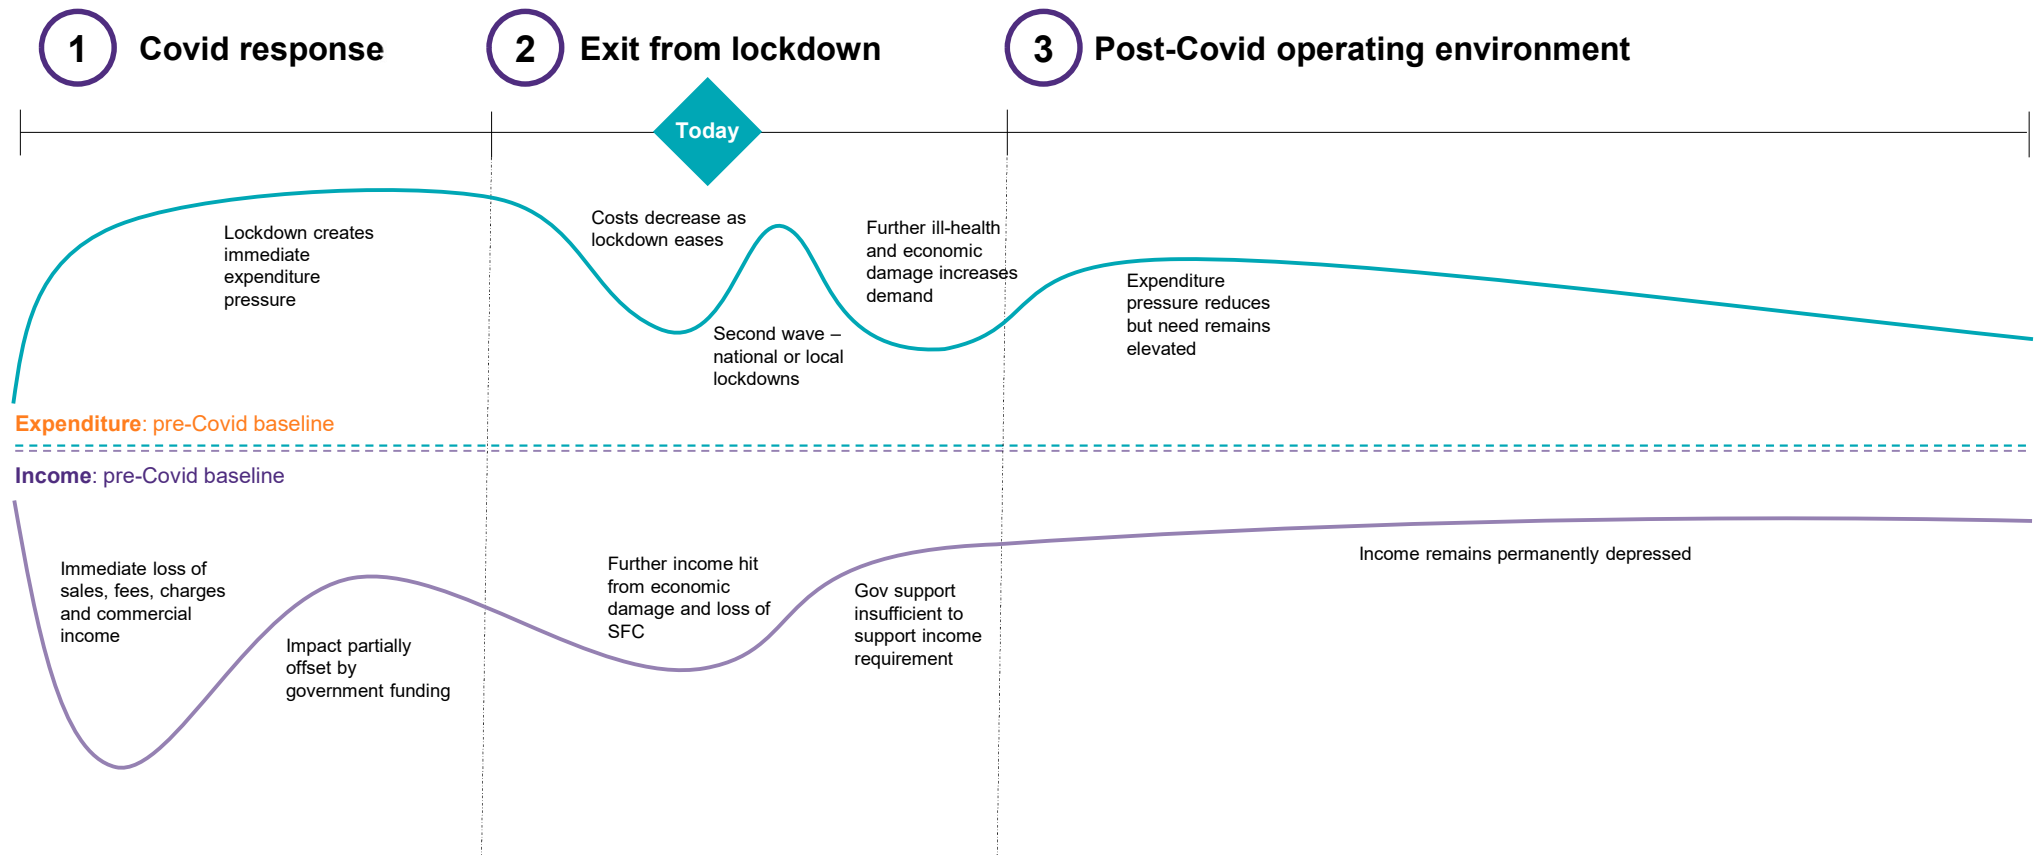 1
Covid response
2
Exit from lockdown
3
Post-Covid operating environment
Today
Lockdown creates
immediate
expenditure
pressure
Costs decrease as
lockdown eases
Second wave –
national or local
lockdowns
Further ill-health
and economic
damage increases
demand
Expenditure
pressure reduces
but need remains
elevated
Expenditure: pre-Covid baseline
Income: pre-Covid baseline
Immediate loss of
sales, fees, charges
and commercial
income
Impact partially
offset by
government funding
Further income hit
from economic
damage and loss of
SFC
Gov support
insufficient to
support income
requirement
Income remains permanently depressed